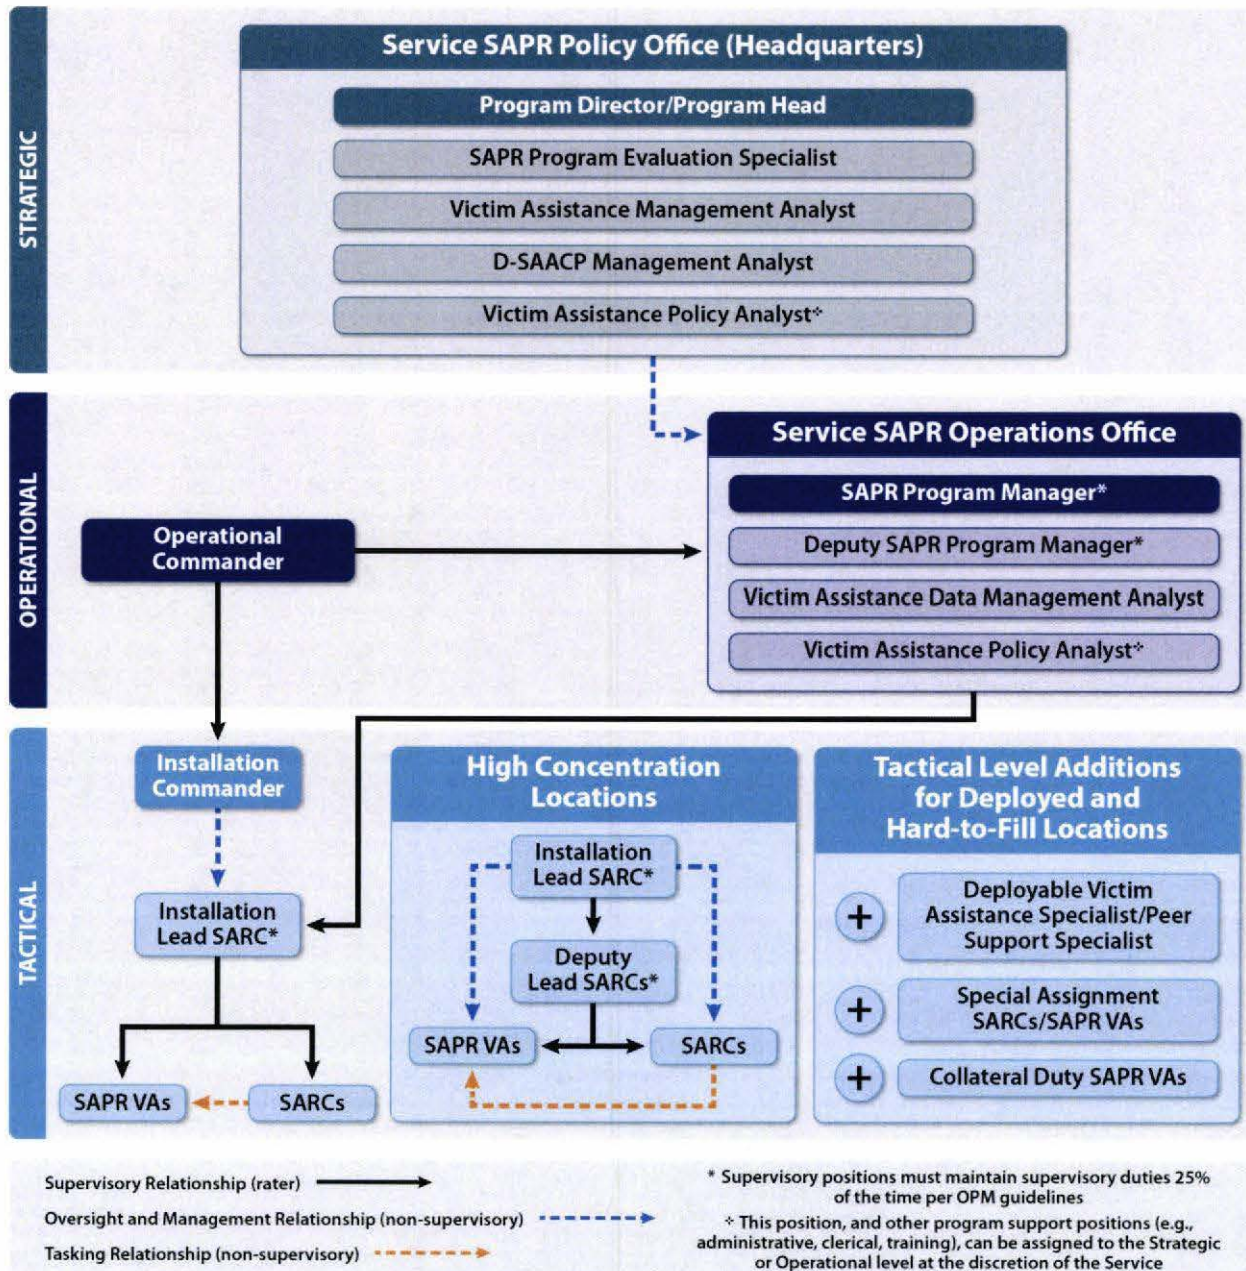 STRATEGIC
Service SAPR Policy Office (Headquarters)
Program Director/Program Head
SAPR Program Evaluation Specialist
Victim Assistance Management Analyst
D-SAACP Management Analyst
Victim Assistance Policy Analyst⁘
OPERATIONAL
Operational
Commander
Service SAPR Operations Office
SAPR Program Manager*
Deputy SAPR Program Manager*
Victim Assistance Data Management Analyst
Victim Assistance Policy Analyst⁘
TACTICAL
Installation
Commander
Installation
Lead SARC*
SAPR VAs
SARCs
High Concentration
Locations
Installation
Lead SARC*
Deputy
Lead SARCs*
SAPR VAs
SARCs
Tactical Level Additions
for Deployed and
Hard-to-Fill Locations
+
Deployable Victim
Assistance Specialist/Peer
Support Specialist
+
Special Assignment
SARCs/SAPR VAs
+
Collateral Duty SAPR VAs
Supervisory Relationship (rater)
Oversight and Management Relationship (non-supervisory)
Tasking Relationship (non-supervisory)
* Supervisory positions must maintain supervisory duties 25%
of the time per OPM guidelines
⁘ This position, and other program support positions (e.g.,
administrative, clerical, training), can be assigned to the Strategic
or Operational level at the discretion of the Service